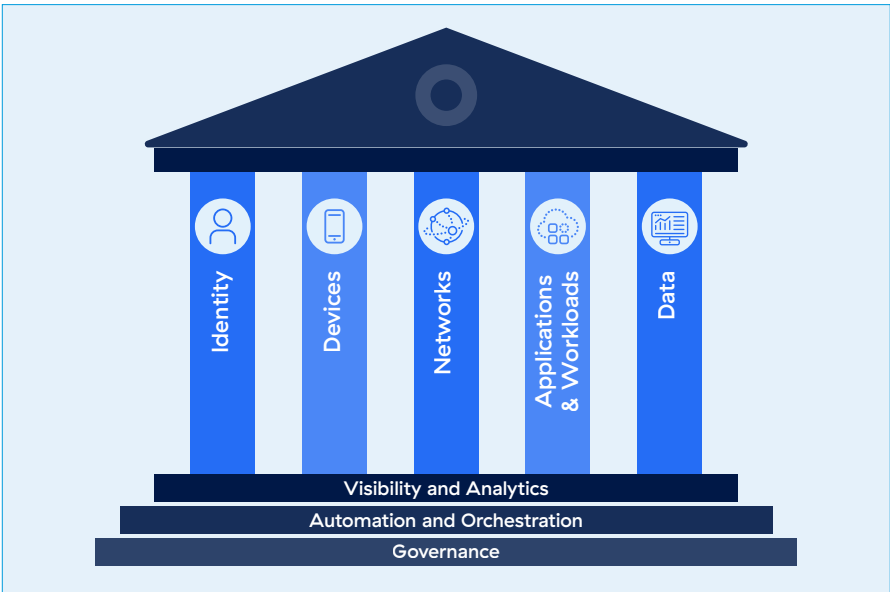 Identity
Devices
Networks
Applications
& Workloads
Data
Visibility and Analytics
Automation and Orchestration
Governance